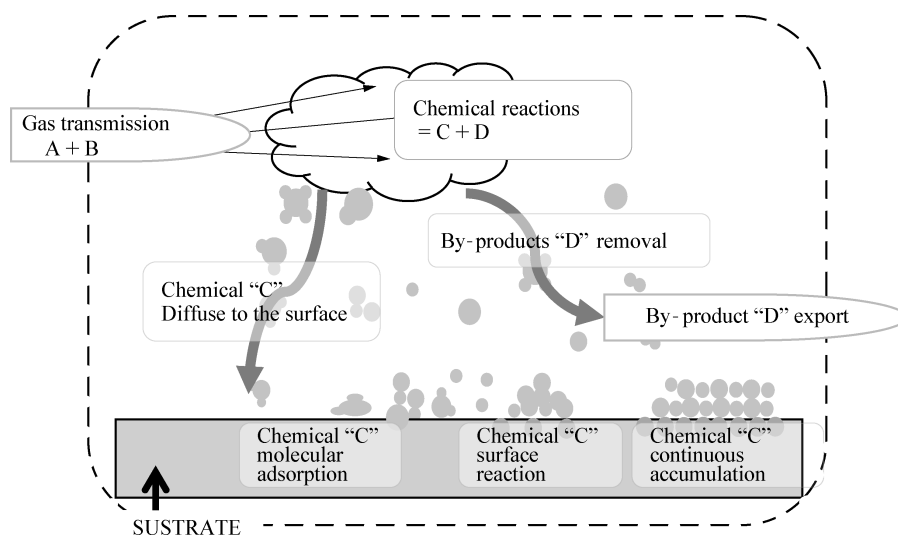 Gas transmission
A + B
Chemical reactions
= C + D
By-products “D” removal
Chemical “C”
Diffuse to the surface
By-product “D” export
Chemical “C”
molecular
adsorption
Chemical “C”
surface
reaction
Chemical “C”
continuous
accumulation
SUSTRATE